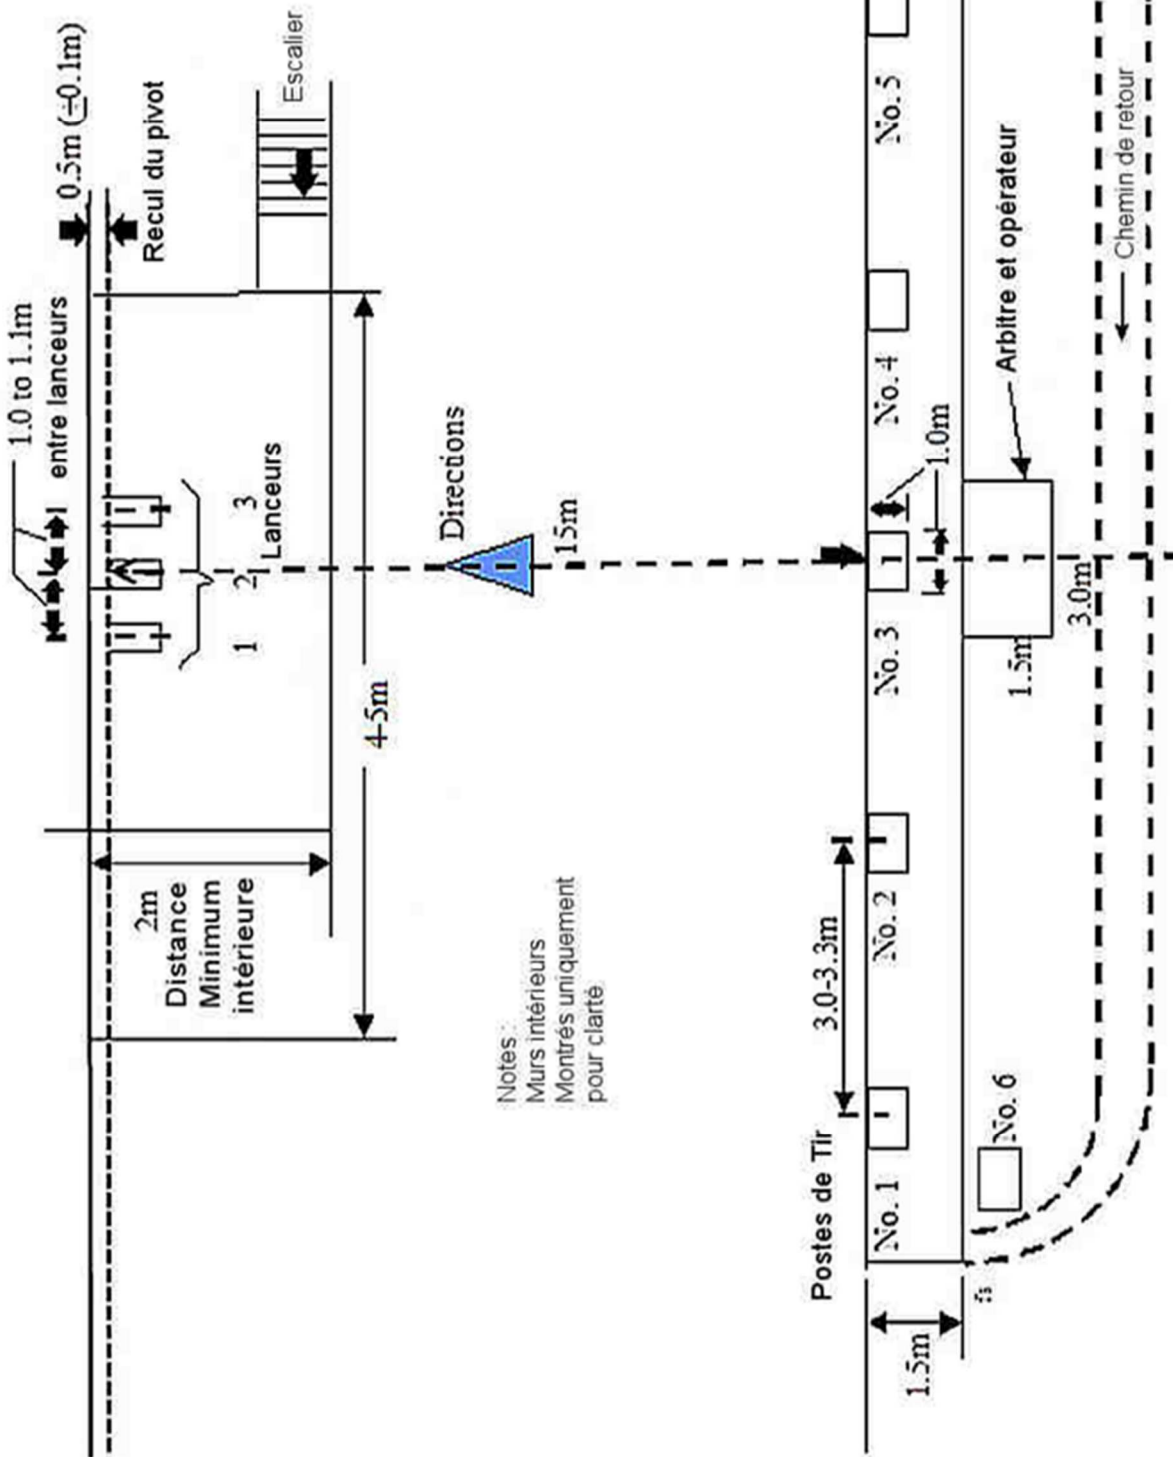 0.5m (±0.1m)
Recul du pivot
Escalier
1.0 to 1.1m
entre lanceurs
1 2 3
Lanceurs
4-5m
2m
Distance
Minimum
intérieure
Directions
15m
Notes :
Murs intérieurs
Montrés uniquement
pour clarté
Postes de Tir
3.0-3.3m
No. 1
No. 2
No. 3
No. 4
No. 5
No. 6
1.0m
1.5m
1.5m
3.0m
Arbitre et opérateur
Chemin de retour